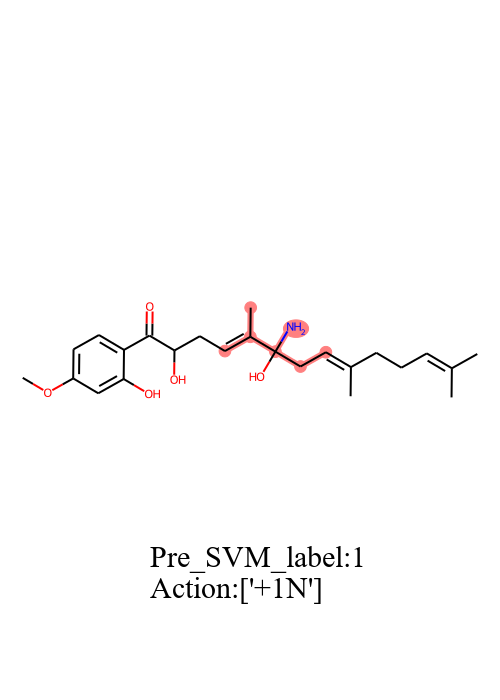 O
NH2
OH
HO
O
OH
Pre_SVM_label:1
Action:['+1N']